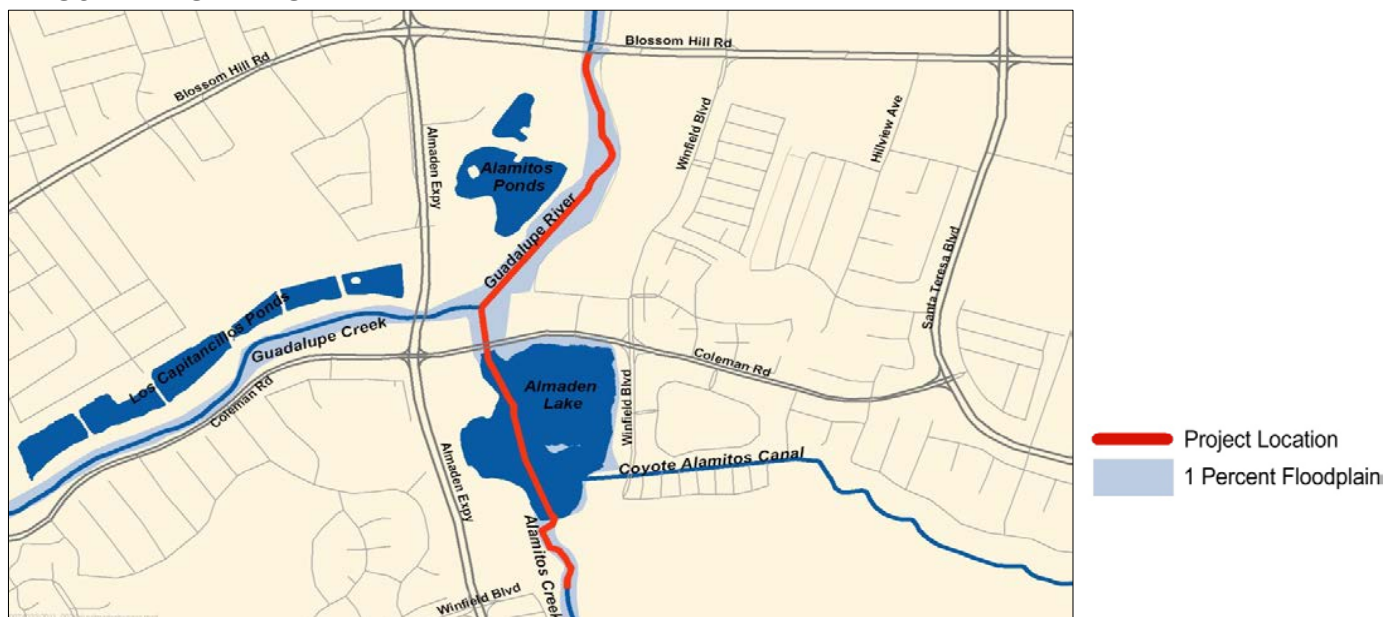 Blossom Hill Rd
Blossom Hill Rd
Almaden Expy
Winfield Blvd
Hillview Ave
Alamitos
Ponds
Guadalupe River
Santa Teresa Blvd
Los Capitancillos Ponds
Guadalupe Creek
Coleman Rd
Coleman Rd
Almaden
Lake
Winfield Blvd
Coyote Alamitos Canal
Almaden Expy
Alamitos Creek
Winfield Blvd
Project Location
1 Percent Floodplain